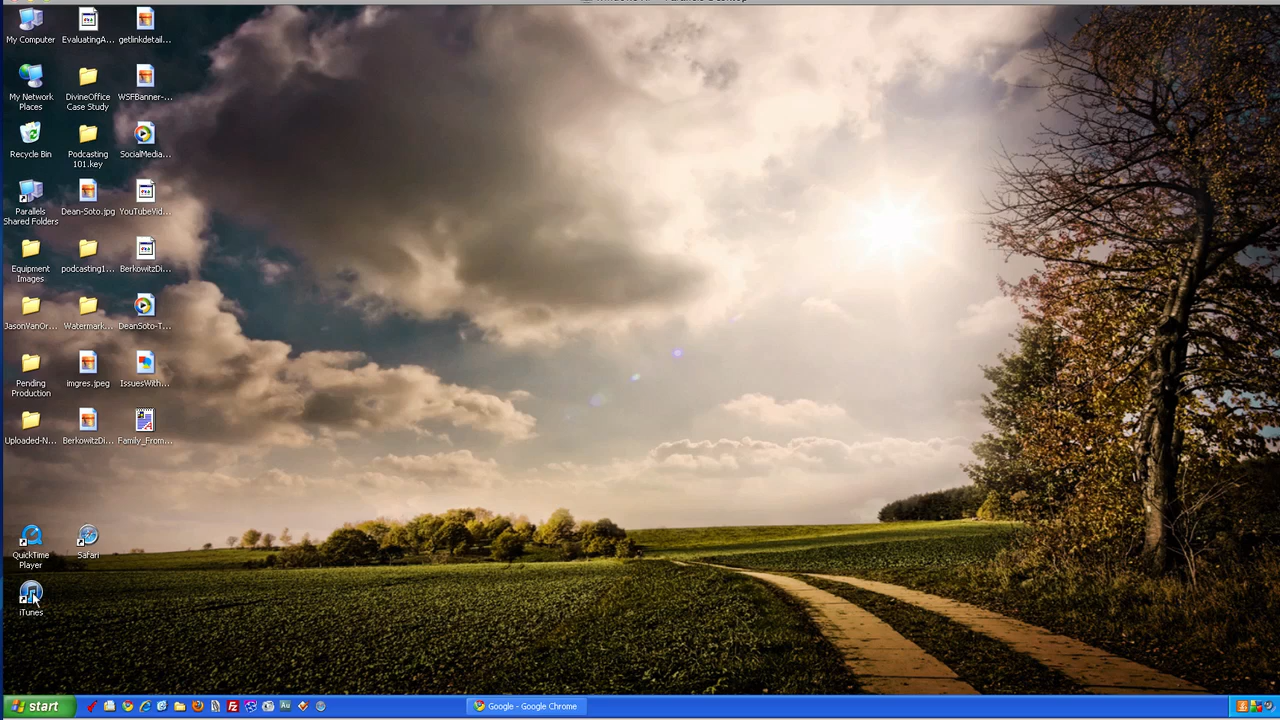 My Computer
EvaluatingA...
getlinkdetail...
My Network
Places
DivineOffice
Case Study
WSFBanner-...
Recycle Bin
Podcasting
101.key
SocialMedia...
Parallels
Shared Folders
Dean-Soto.jpg
YouTubeVid...
Equipment
Images
podcasting1...
BerkowitzDi...
JasonVanOr...
Watermark...
DeanSoto-T...
Pending
Production
imgres.jpeg
IssuesWith...
Uploaded-N...
BerkowitzDi...
Family_From...
QuickTime
Player
Safari
iTunes
start
Google - Google Chrome